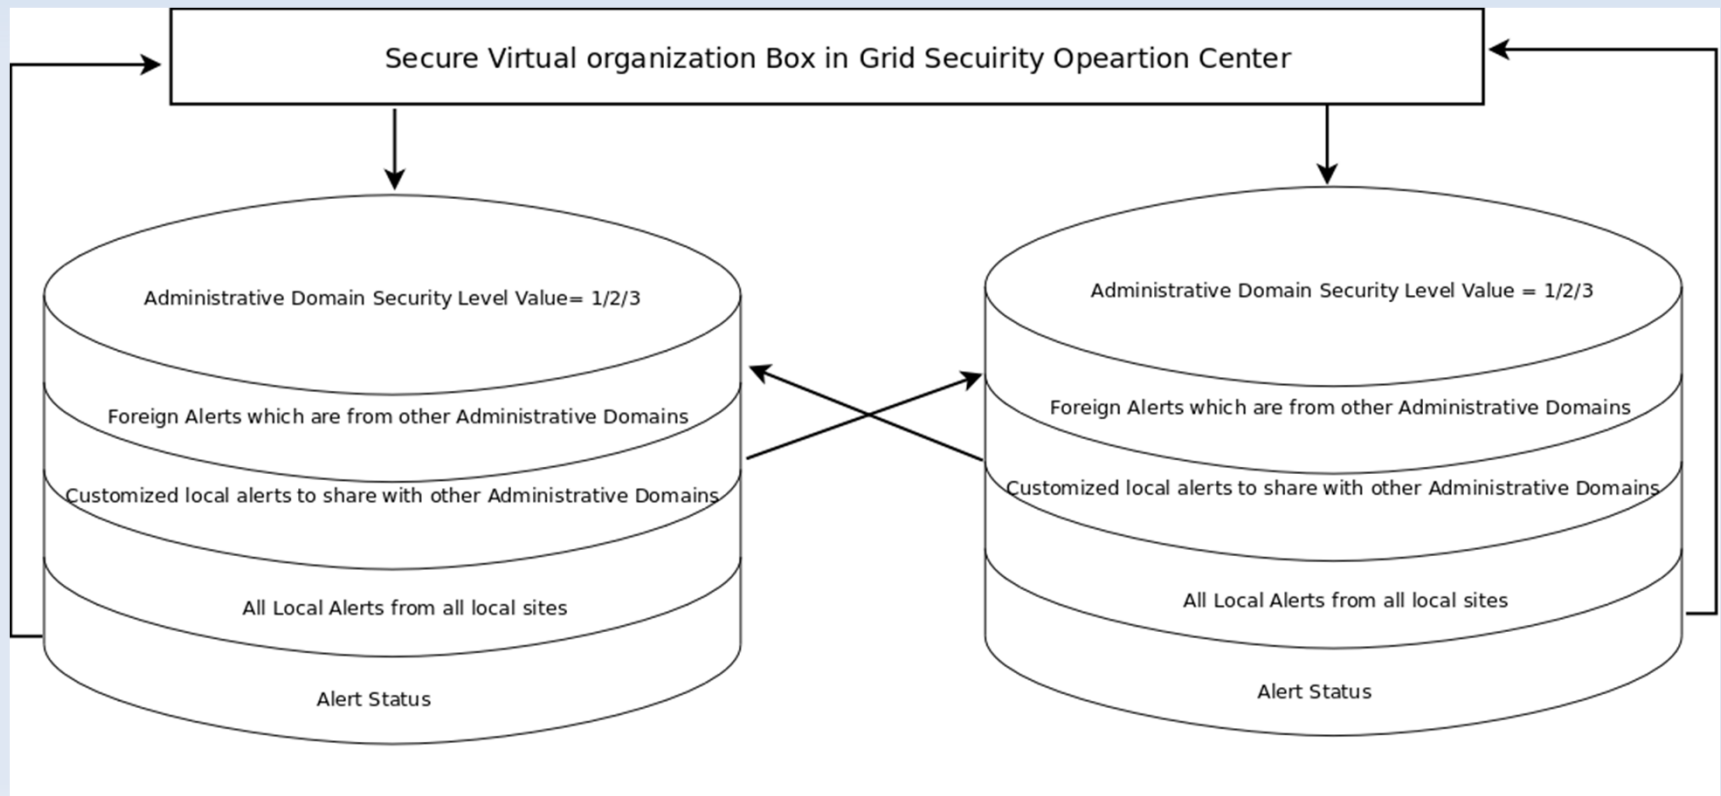 Secure Virtual organization Box in Grid Secuirity Opeartion Center
Administrative Domain Security Level Value= 1/2/3
Foreign Alerts which are from other Administrative Domains
Customized local alerts to share with other Administrative Domains
All Local Alerts from all local sites
Alert Status
Administrative Domain Security Level Value = 1/2/3
Foreign Alerts which are from other Administrative Domains
Customized local alerts to share with other Administrative Domains
All Local Alerts from all local sites
Alert Status